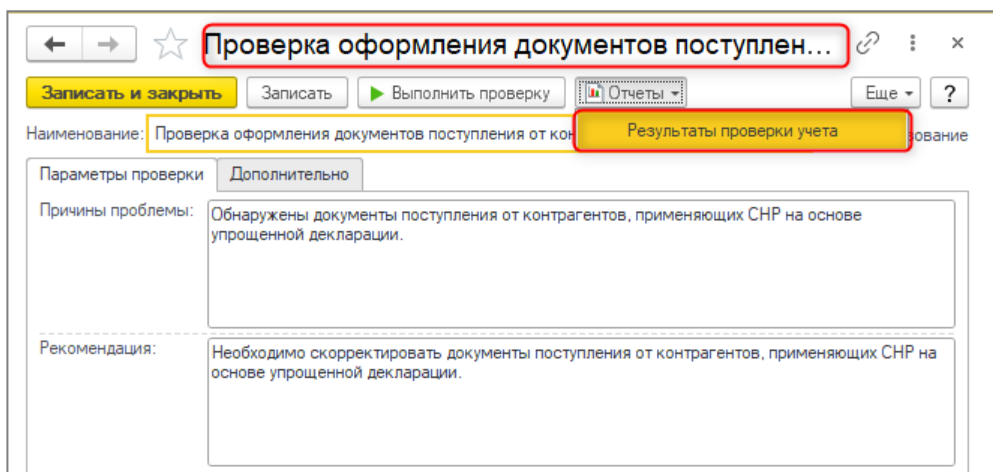 Проверка оформления документов поступлен...
Записать и закрыть Записать Выполнить проверку Отчеты Еще ?
Наименование: Проверка оформления документов поступления от кон Результаты проверки учета зование
Параметры проверки Дополнительно
Причины проблемы: Обнаружены документы поступления от контрагентов, применяющих СНР на основе
упрощенной декларации.
Рекомендация: Необходимо скорректировать документы поступления от контрагентов, применяющих СНР на
основе упрощенной декларации.